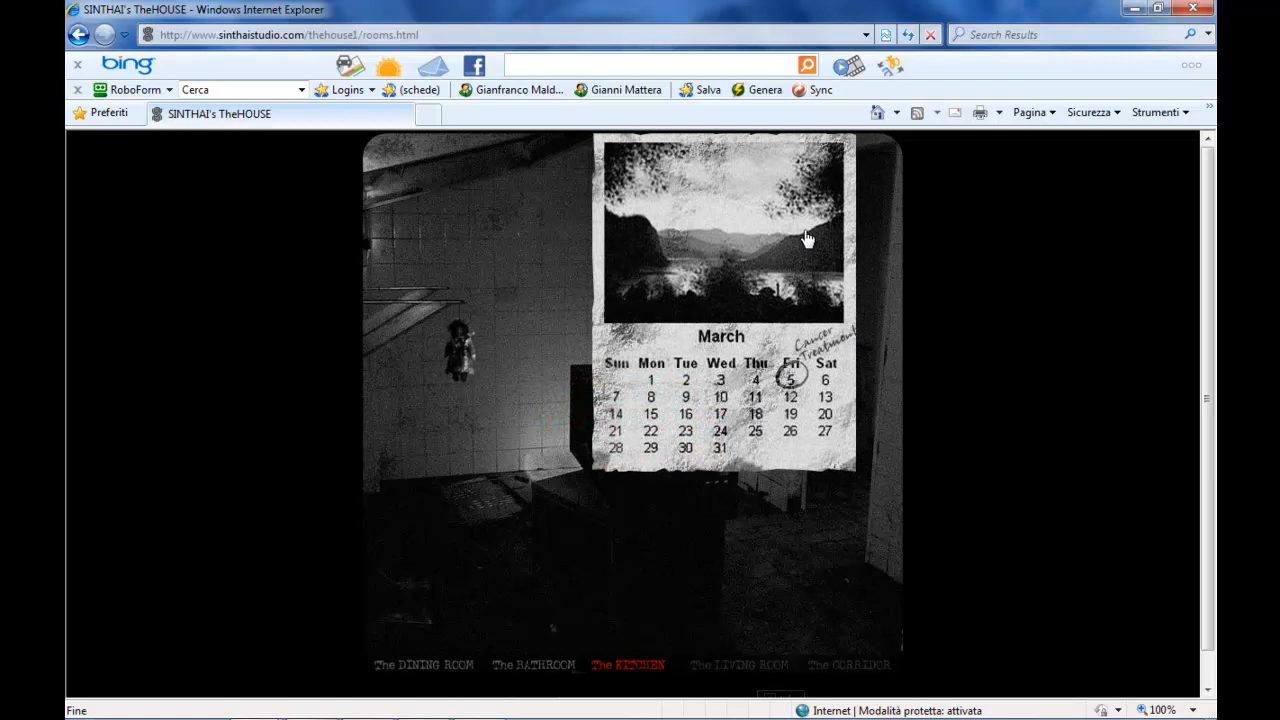 SINTHAI's TheHOUSE - Windows Internet Explorer
http://www.sinthaistudio.com/thehouse1/rooms.html
Search Results
bing
RoboForm Cerca Logins (schede) Gianfranco Mald... Gianni Mattera Salva Genera Sync
Preferiti SINTHAI's TheHOUSE Pagina Sicurezza Strumenti
March
Cancer
Treatment
Sun Mon Tue Wed Thu Fri Sat
1 2 3 4 5 6
7 8 9 10 11 12 13
14 15 16 17 18 19 20
21 22 23 24 25 26 27
28 29 30 31
The DINING ROOM The BATHROOM The KITCHEN The LIVING ROOM The CORRIDOR
Fine Internet | Modalità protetta: attivata 100%